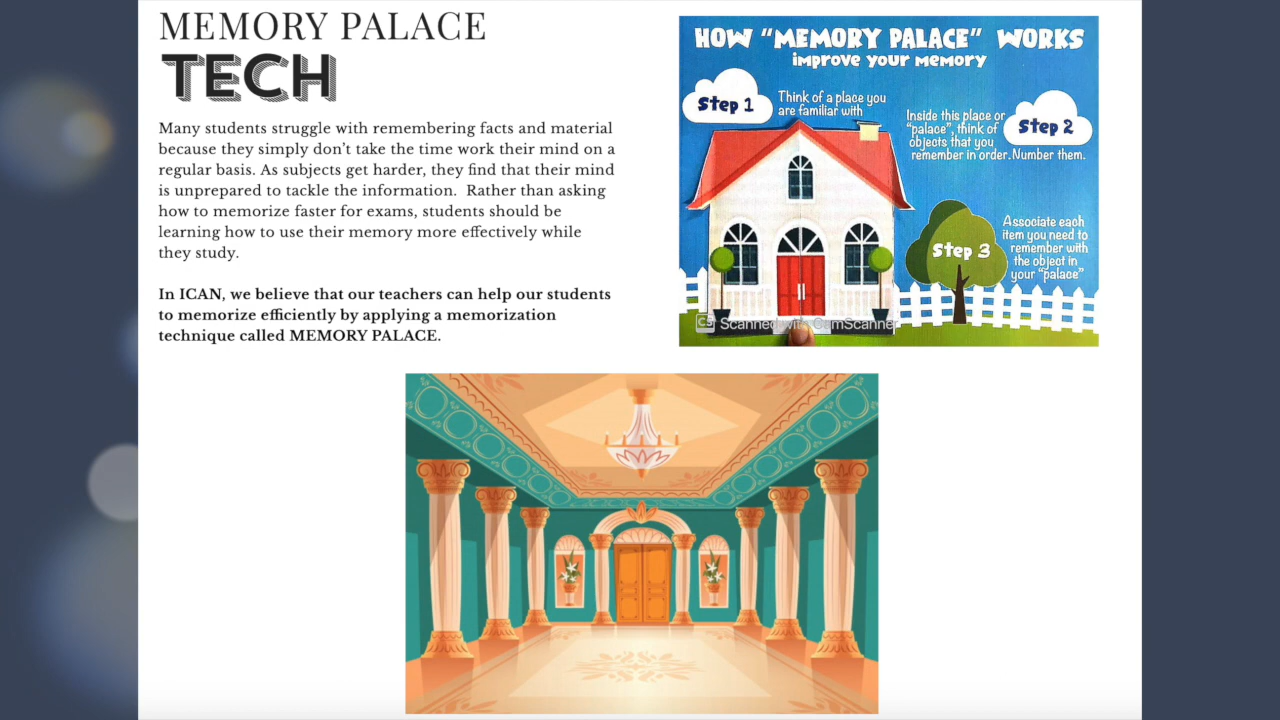 MEMORY PALACE
TECH
Many students struggle with remembering facts and material
because they simply don't take the time work their mind on a
regular basis. As subjects get harder, they find that their mind
is unprepared to tackle the information.  Rather than asking
how to memorize faster for exams, students should be
learning how to use their memory more effectively while
they study.
In ICAN, we believe that our teachers can help our students
to memorize efficiently by applying a memorization
technique called MEMORY PALACE.
HOW "MEMORY PALACE" WORKS
improve your memory
Step 1
Think of a place you
are familiar with
Inside this place or
"palace", think of
objects that you
remember in order. Number them.
Step 2
Step 3
Associate each
item you need to
remember with
the object in
your "palace"
CS Scanned with CamScanner